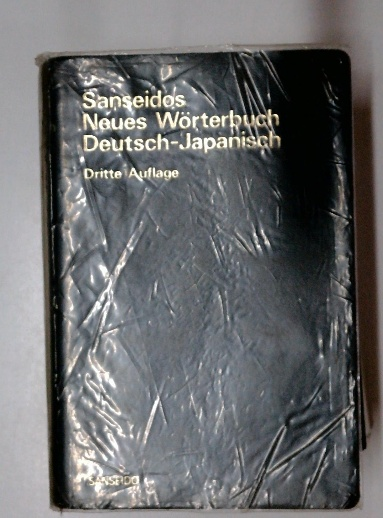 Sanseidos
Neues Wörterbuch
Deutsch-Japanisch
Dritte Auflage
SANSEIDO